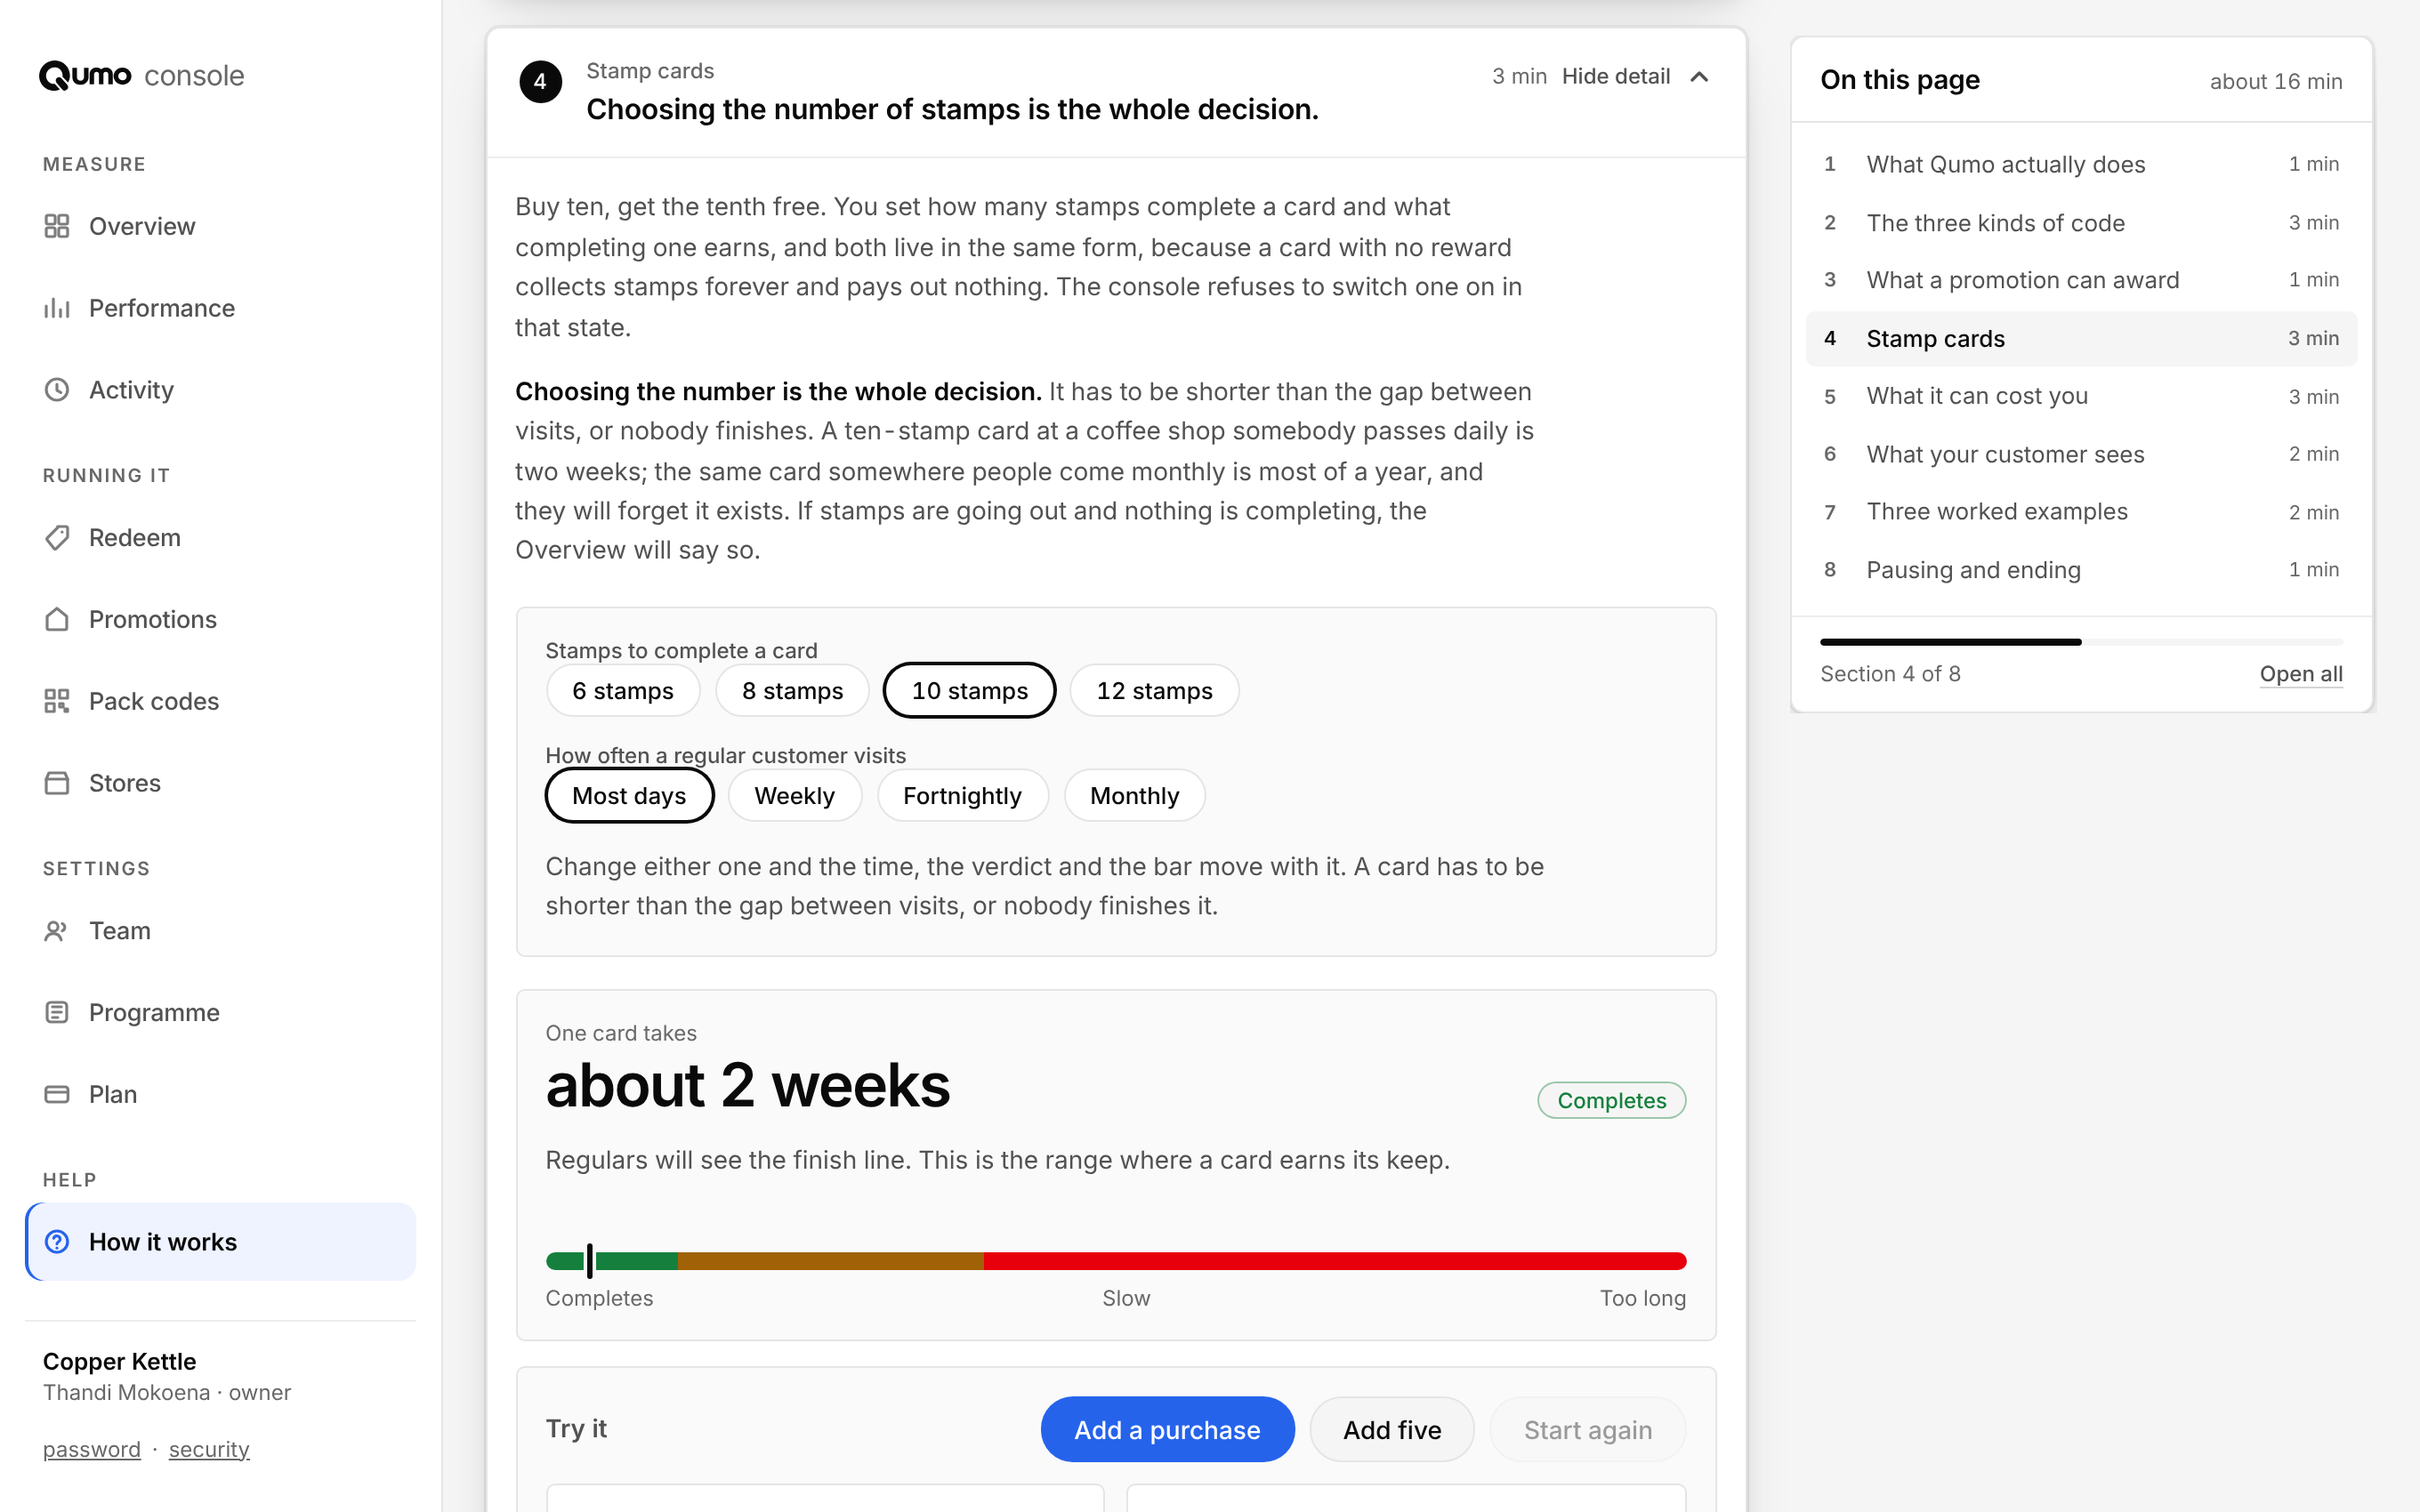 Qumo console
MEASURE
Overview
Performance
Activity
RUNNING IT
Redeem
Promotions
Pack codes
Stores
SETTINGS
Team
Programme
Plan
HELP
How it works
Copper Kettle
Thandi Mokoena · owner
password · security
4
Stamp cards
3 min Hide detail
Choosing the number of stamps is the whole decision.
Buy ten, get the tenth free. You set how many stamps complete a card and what
completing one earns, and both live in the same form, because a card with no reward
collects stamps forever and pays out nothing. The console refuses to switch one on in
that state.
Choosing the number is the whole decision. It has to be shorter than the gap between
visits, or nobody finishes. A ten-stamp card at a coffee shop somebody passes daily is
two weeks; the same card somewhere people come monthly is most of a year, and
they will forget it exists. If stamps are going out and nothing is completing, the
Overview will say so.
Stamps to complete a card
6 stamps 8 stamps 10 stamps 12 stamps
How often a regular customer visits
Most days Weekly Fortnightly Monthly
Change either one and the time, the verdict and the bar move with it. A card has to be
shorter than the gap between visits, or nobody finishes it.
One card takes
about 2 weeks
Completes
Regulars will see the finish line. This is the range where a card earns its keep.
Completes Slow Too long
Try it Add a purchase Add five Start again
On this page about 16 min
1 What Qumo actually does 1 min
2 The three kinds of code 3 min
3 What a promotion can award 1 min
4 Stamp cards 3 min
5 What it can cost you 3 min
6 What your customer sees 2 min
7 Three worked examples 2 min
8 Pausing and ending 1 min
Section 4 of 8 Open all